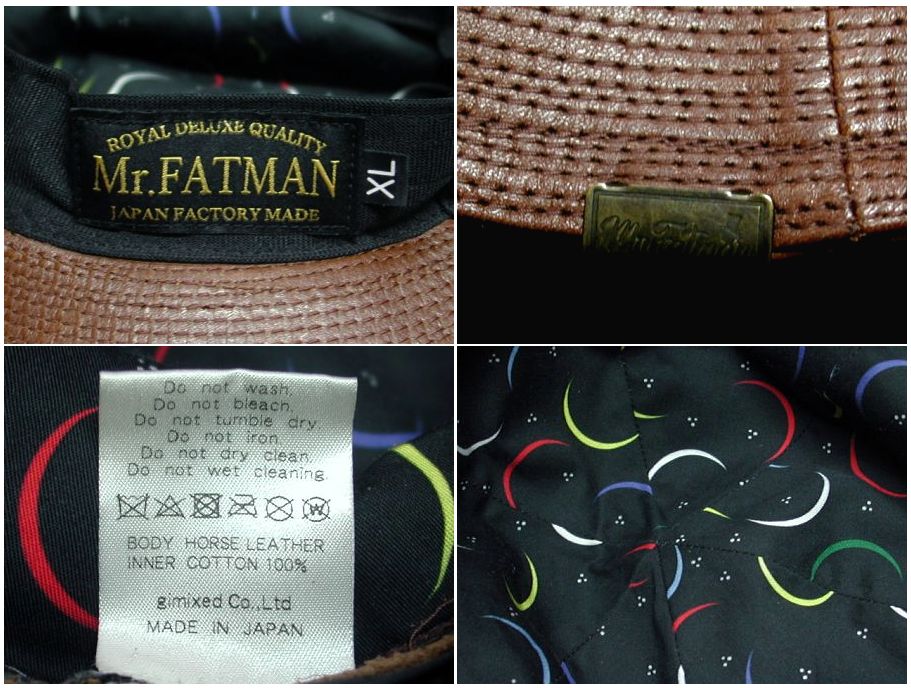 ROYAL DELUXE QUALITY
Mr.FATMAN
JAPAN FACTORY MADE
XL
Do not wash.
Do not bleach.
Do not tumble dry
Do not iron.
Do not dry clean.
Do not wet cleaning.
W
BODY HORSE LEATHER
INNER COTTON 100%
gimixed Co.,Ltd
MADE IN JAPAN